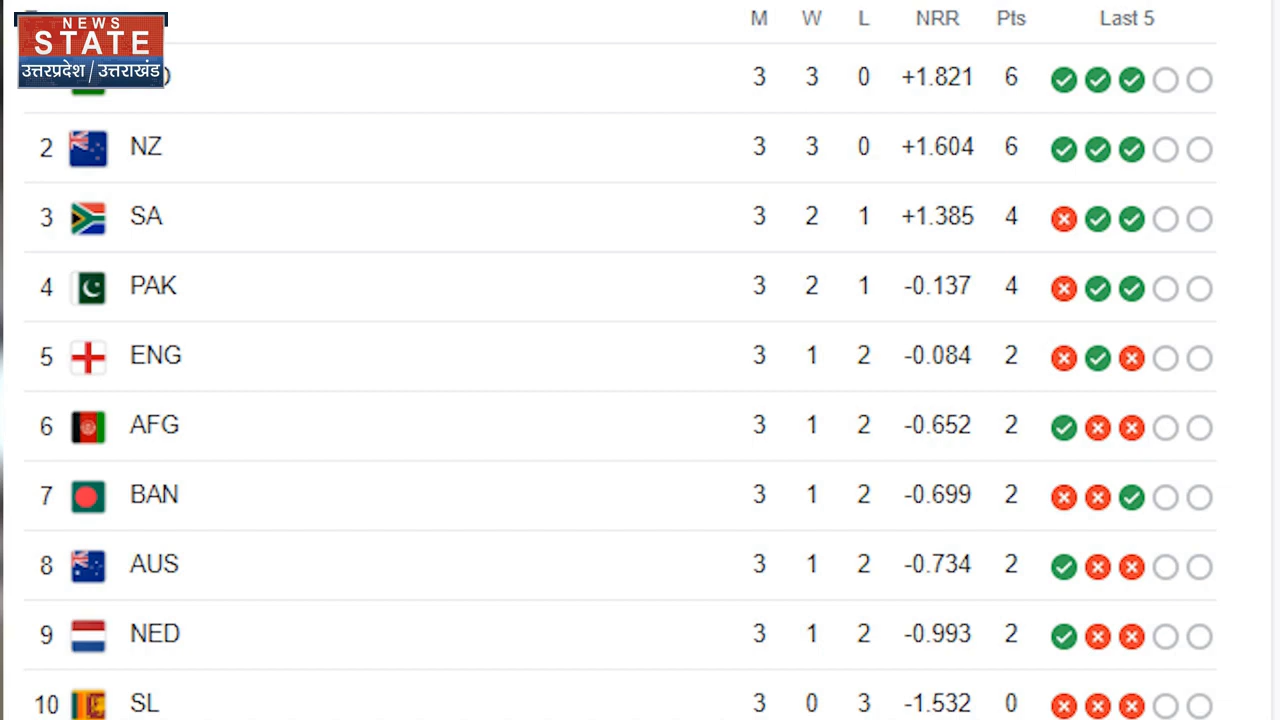 NEWS
STATE
उत्तरप्रदेश / उत्तराखंड
M W L NRR Pts Last 5
3 3 0 +1.821 6
2 NZ 3 3 0 +1.604 6
3 SA 3 2 1 +1.385 4
4 PAK 3 2 1 -0.137 4
5 ENG 3 1 2 -0.084 2
6 AFG 3 1 2 -0.652 2
7 BAN 3 1 2 -0.699 2
8 AUS 3 1 2 -0.734 2
9 NED 3 1 2 -0.993 2
10 SL 3 0 3 -1.532 0